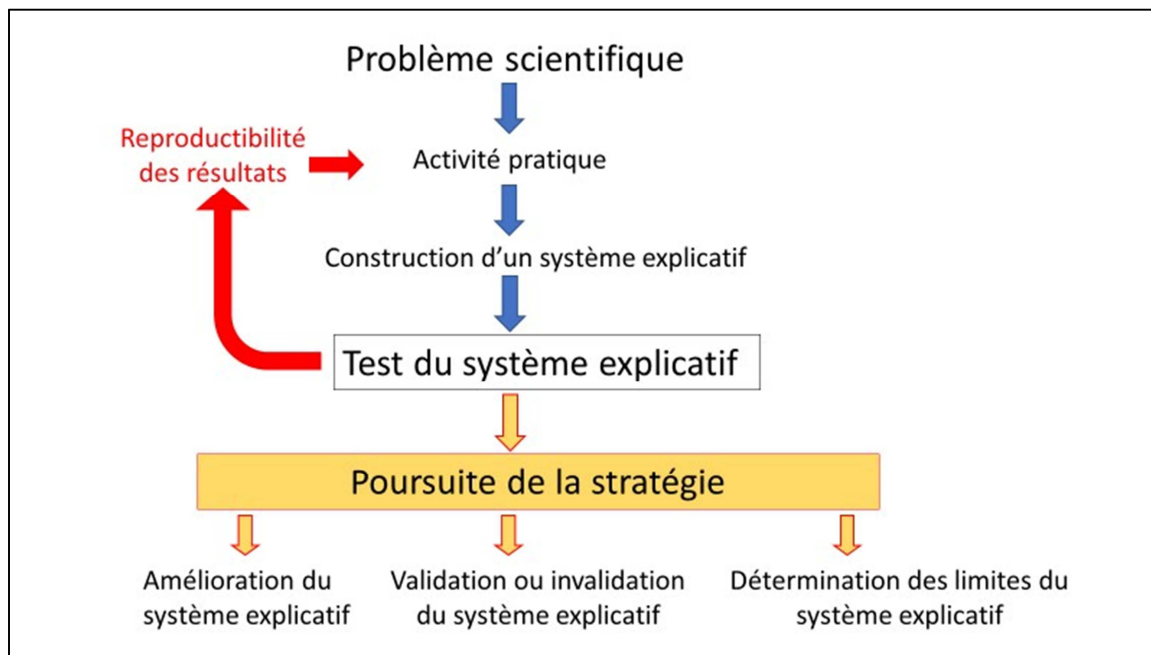 Problème scientifique
Reproductibilité
des résultats
Activité pratique
Construction d'un système explicatif
Test du système explicatif
Poursuite de la stratégie
Amélioration du
système explicatif
Validation ou invalidation
du système explicatif
Détermination des limites du
système explicatif